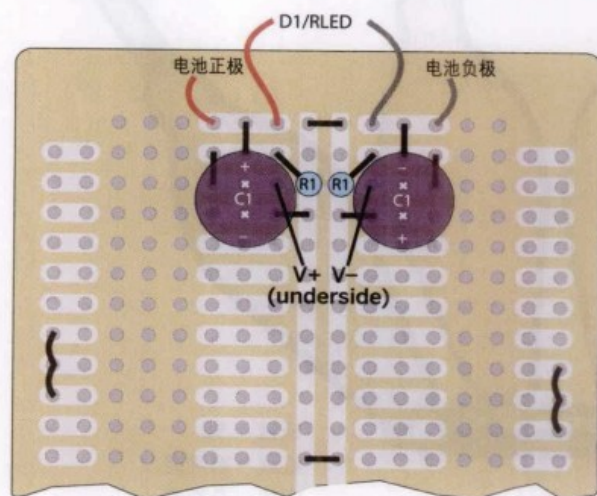 D1/RLED
电池正极
电池负极
+
C1
−
R1
R1
−
C1
+
V+ V−
(underside)